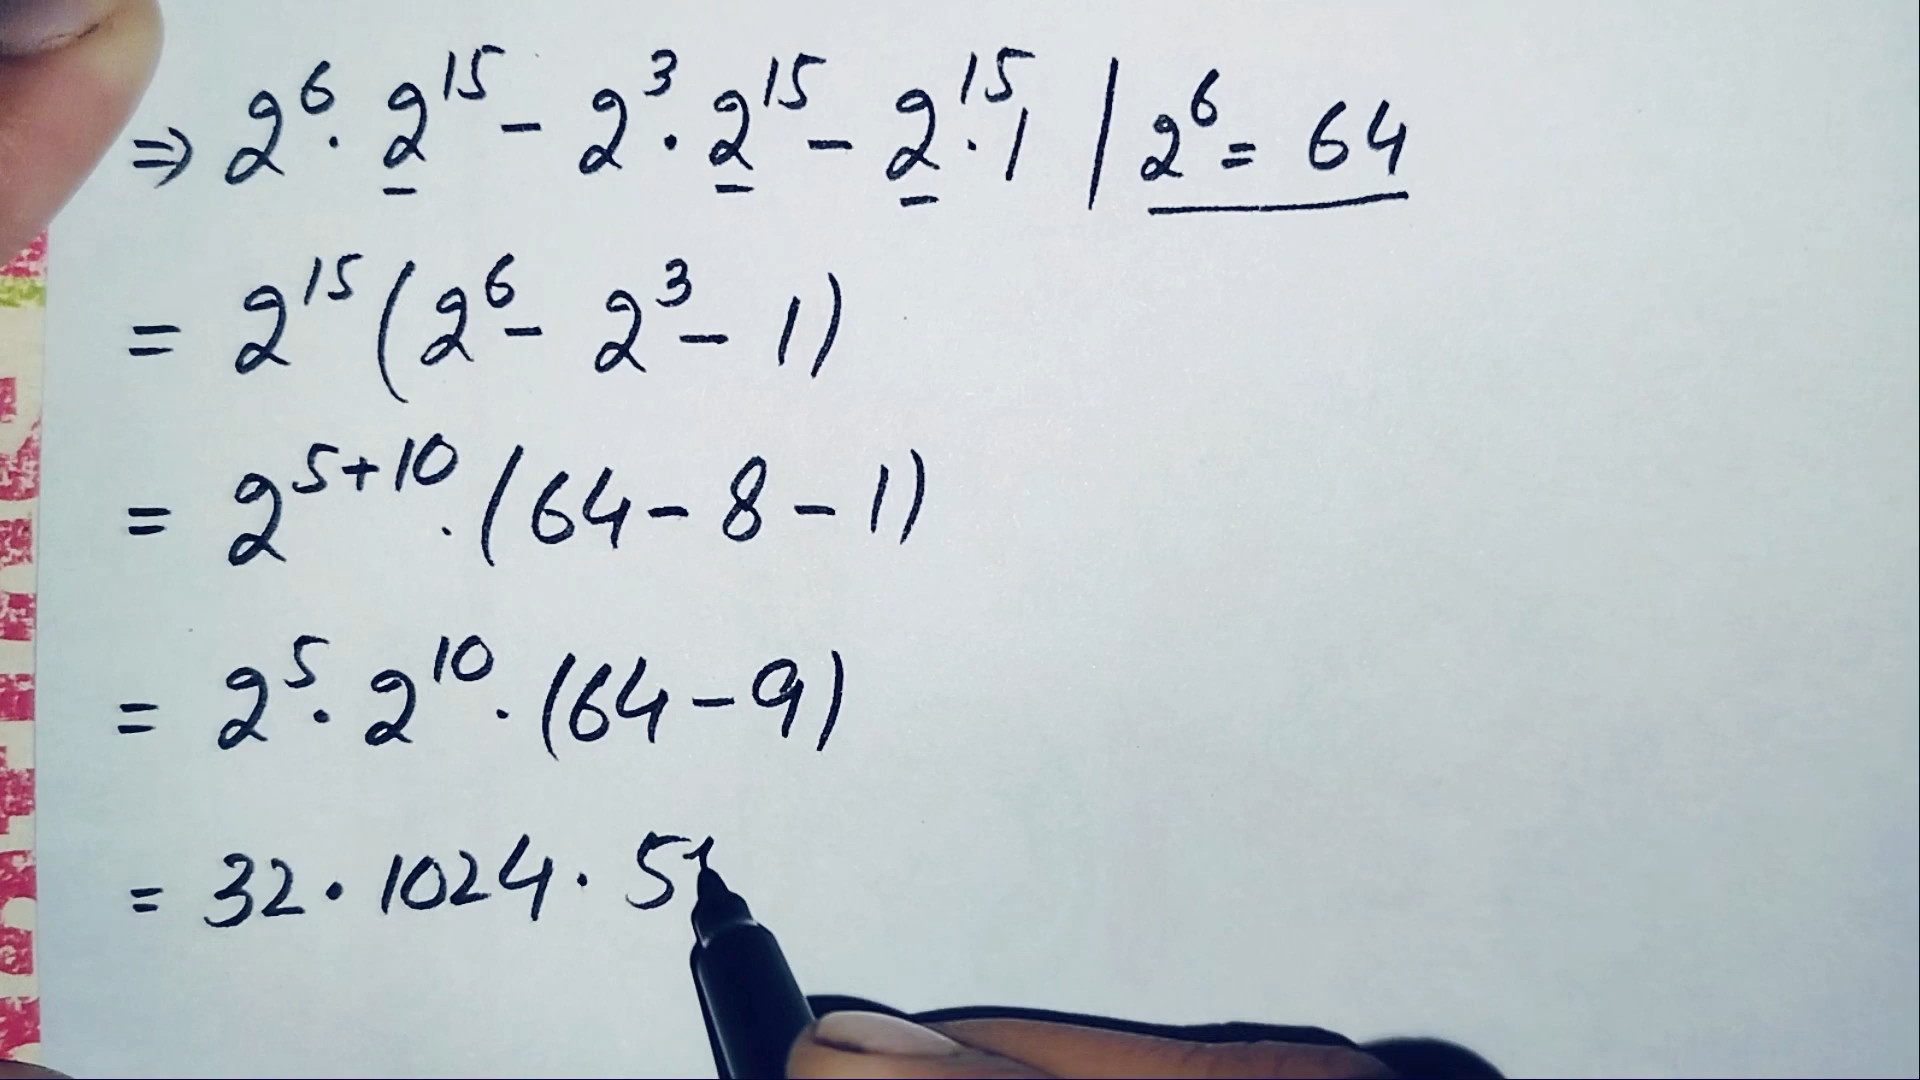 ⇒ 2⁶ · 2¹⁵ - 2³ · 2¹⁵ - 2¹⁵ · 1 | 2⁶ = 64
= 2¹⁵ (2⁶ - 2³ - 1)
= 2⁵⁺¹⁰ · (64 - 8 - 1)
= 2⁵ · 2¹⁰ · (64 - 9)
= 32 · 1024 · 5